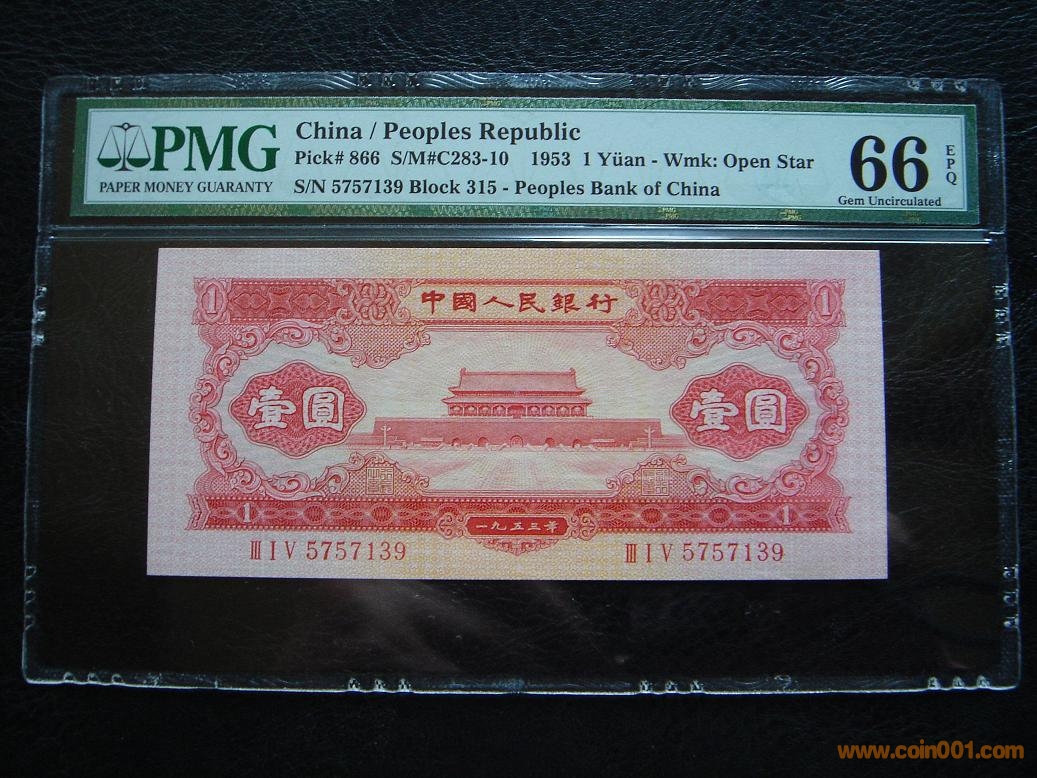 PMG
PAPER MONEY GUARANTY
China / Peoples Republic
Pick# 866 S/M#C283-10 1953 1 Yüan - Wmk: Open Star
S/N 5757139 Block 315 - Peoples Bank of China
66
EPQ
Gem Uncirculated
1 中國人民銀行 1
壹圓 壹圓
1 一九五三年 1
III I V 5757139 III I V 5757139
www.coin001.com